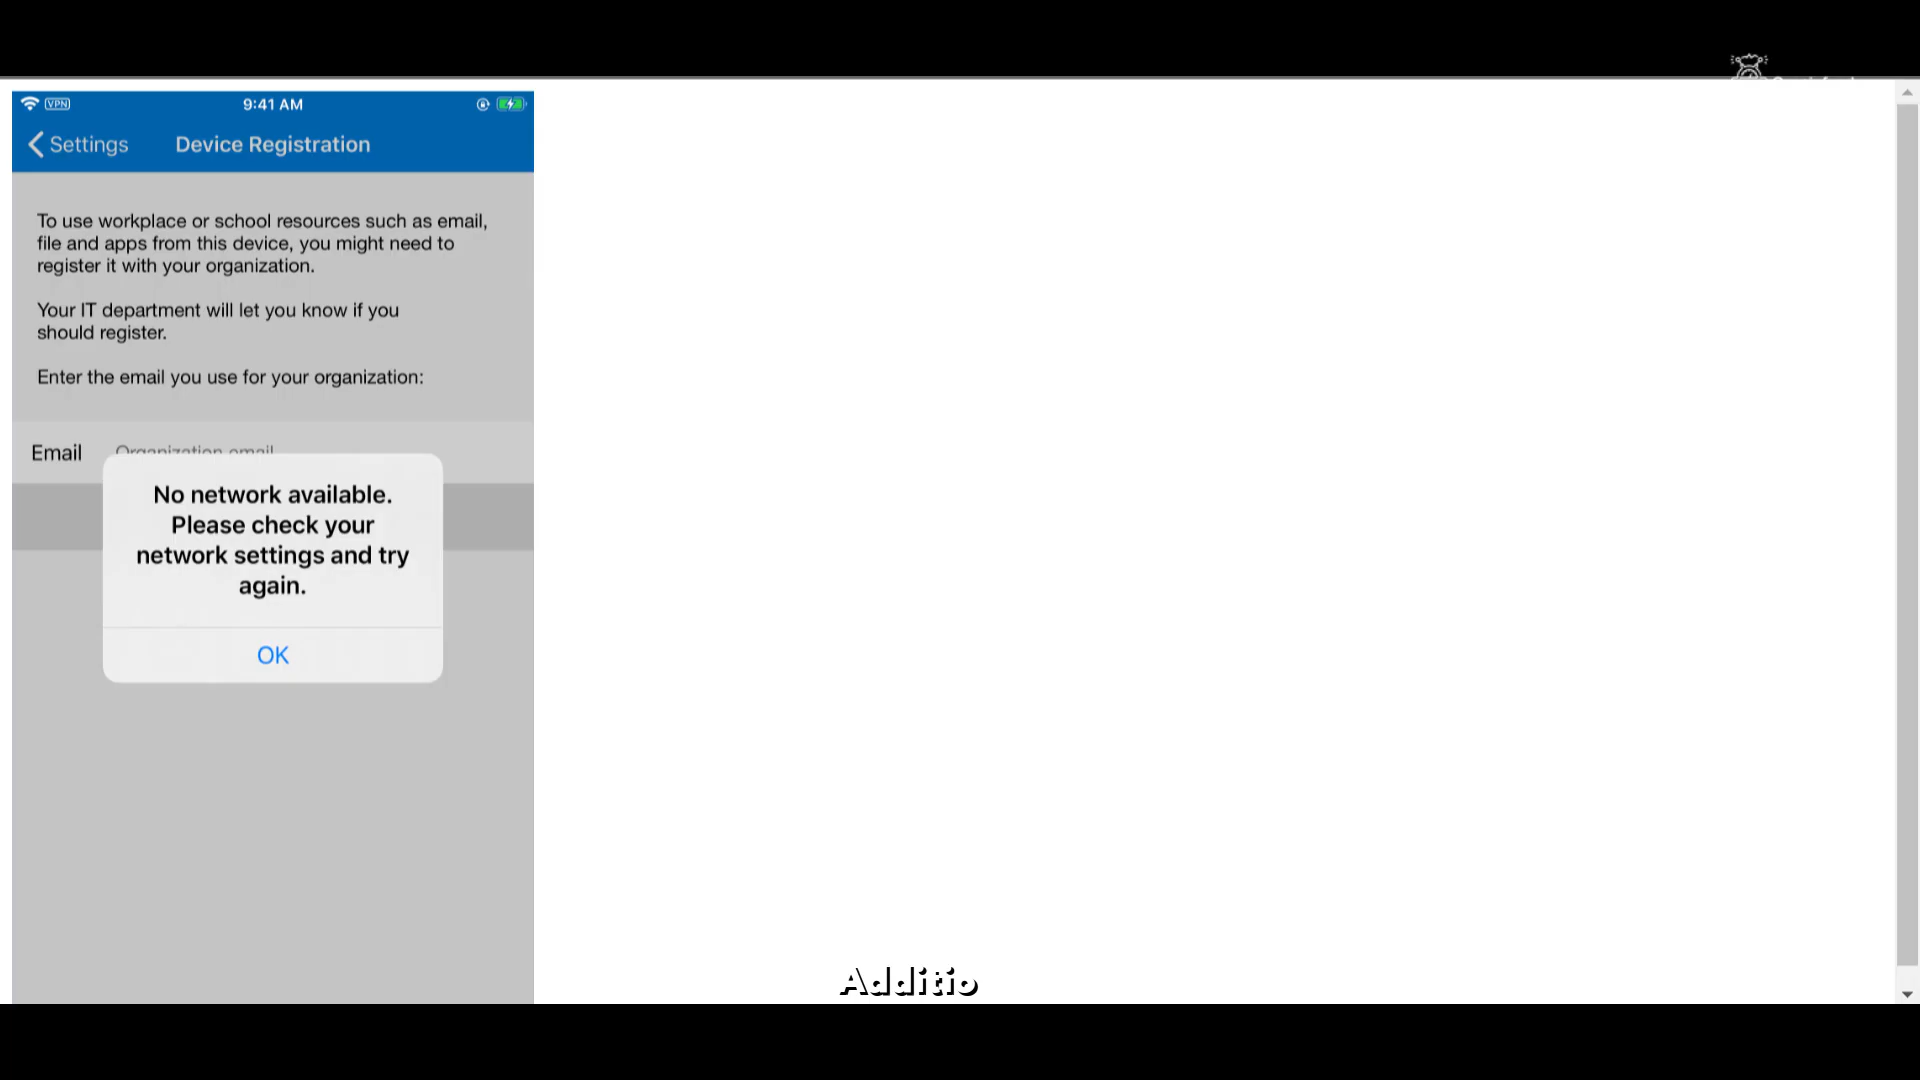 VPN 9:41 AM
Settings Device Registration
To use workplace or school resources such as email,
file and apps from this device, you might need to
register it with your organization.
Your IT department will let you know if you
should register.
Enter the email you use for your organization:
Email Organization email
No network available.
Please check your
network settings and try
again.
OK
Additio